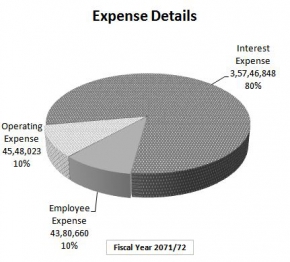 Expense Details
Interest
Expense
3,57,46,848
80%
Operating
Expense
45,48,023
10%
Employee
Expense
43,80,660
10%
Fiscal Year 2071/72